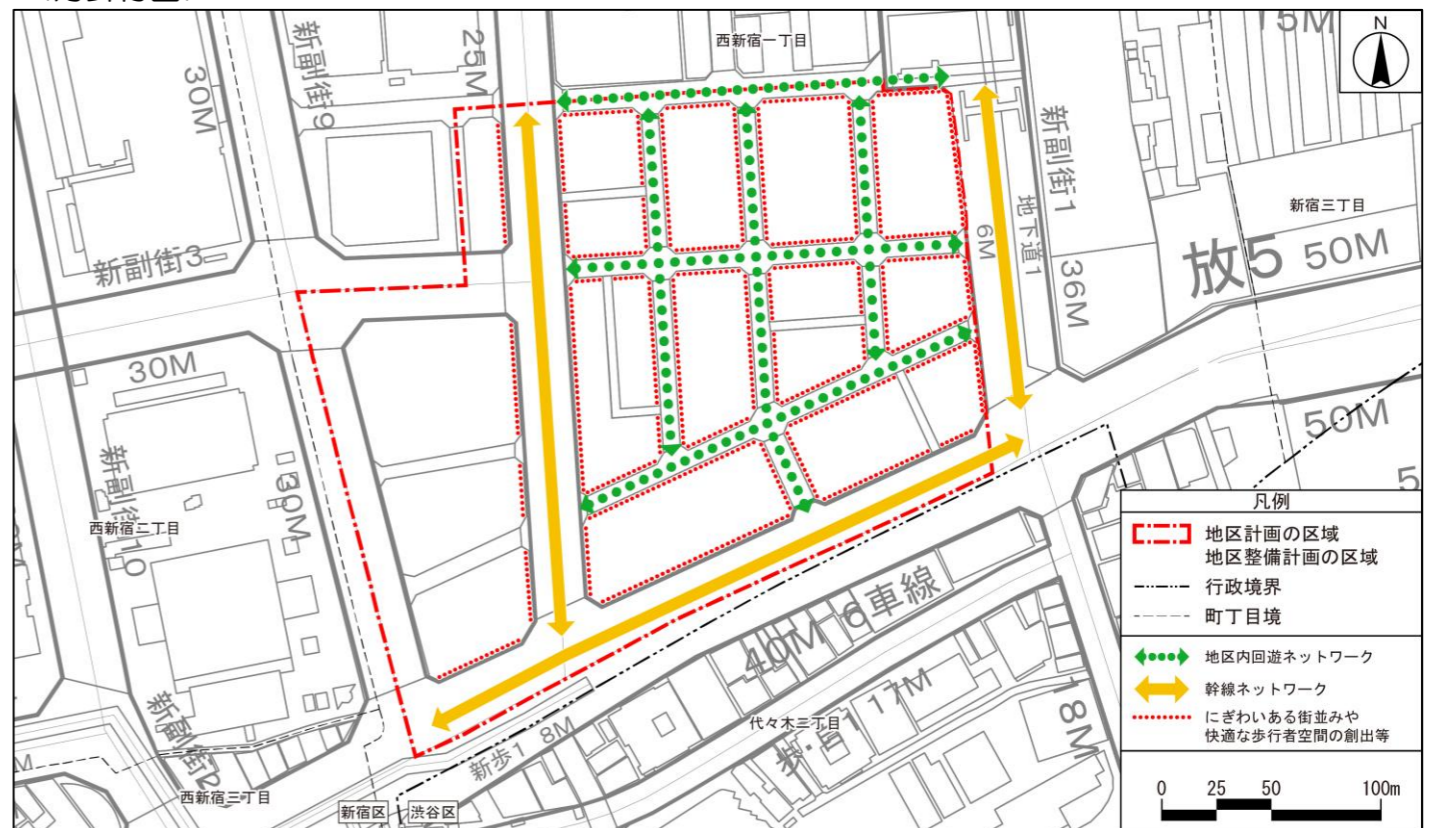 西新宿一丁目
15M
N
新副街9
25M
30M
新副街1
新宿三丁目
地下道1
6M
新副街3
36M
放5 50M
30M
50M
新副街10
30M
西新宿二丁目
40M 6車線
代々木二丁目
18M
新副街2
新歩1 8M
西新宿三丁目
新宿区
渋谷区
凡例
地区計画の区域
地区整備計画の区域
行政境界
町丁目境
地区内回遊ネットワーク
幹線ネットワーク
にぎわいある街並みや
快適な歩行者空間の創出等
0 25 50 100m